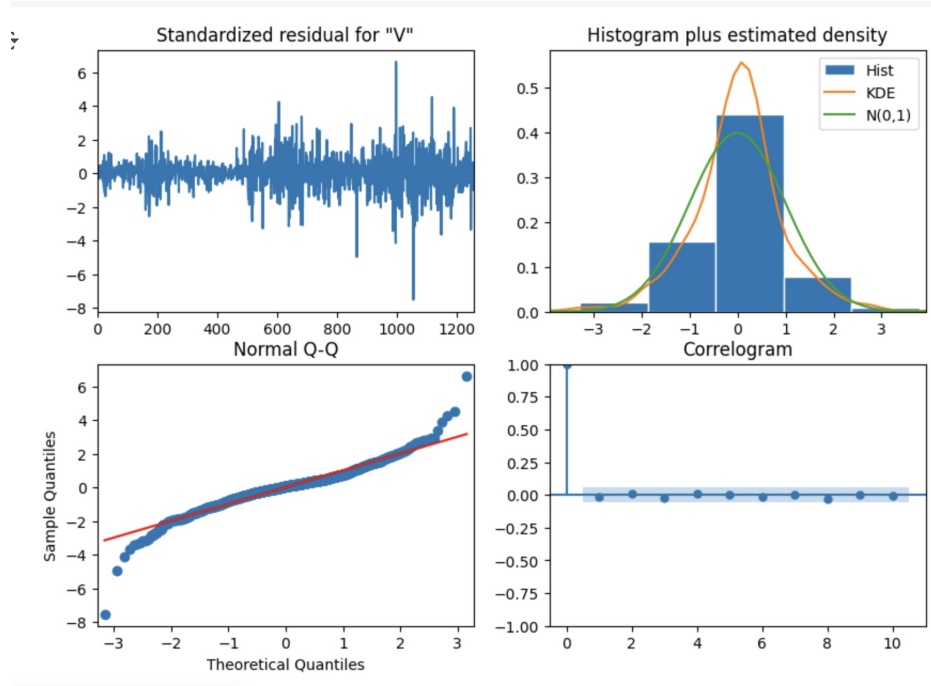 Standardized residual for "V"
6
4
2
0
−2
−4
−6
−8
0 200 400 600 800 1000 1200
Histogram plus estimated density
Hist
KDE
N(0,1)
0.5
0.4
0.3
0.2
0.1
0.0
−3 −2 −1 0 1 2 3
Normal Q-Q
Sample Quantiles
6
4
2
0
−2
−4
−6
−8
−3 −2 −1 0 1 2 3
Theoretical Quantiles
Correlogram
1.00
0.75
0.50
0.25
0.00
−0.25
−0.50
−0.75
−1.00
0 2 4 6 8 10